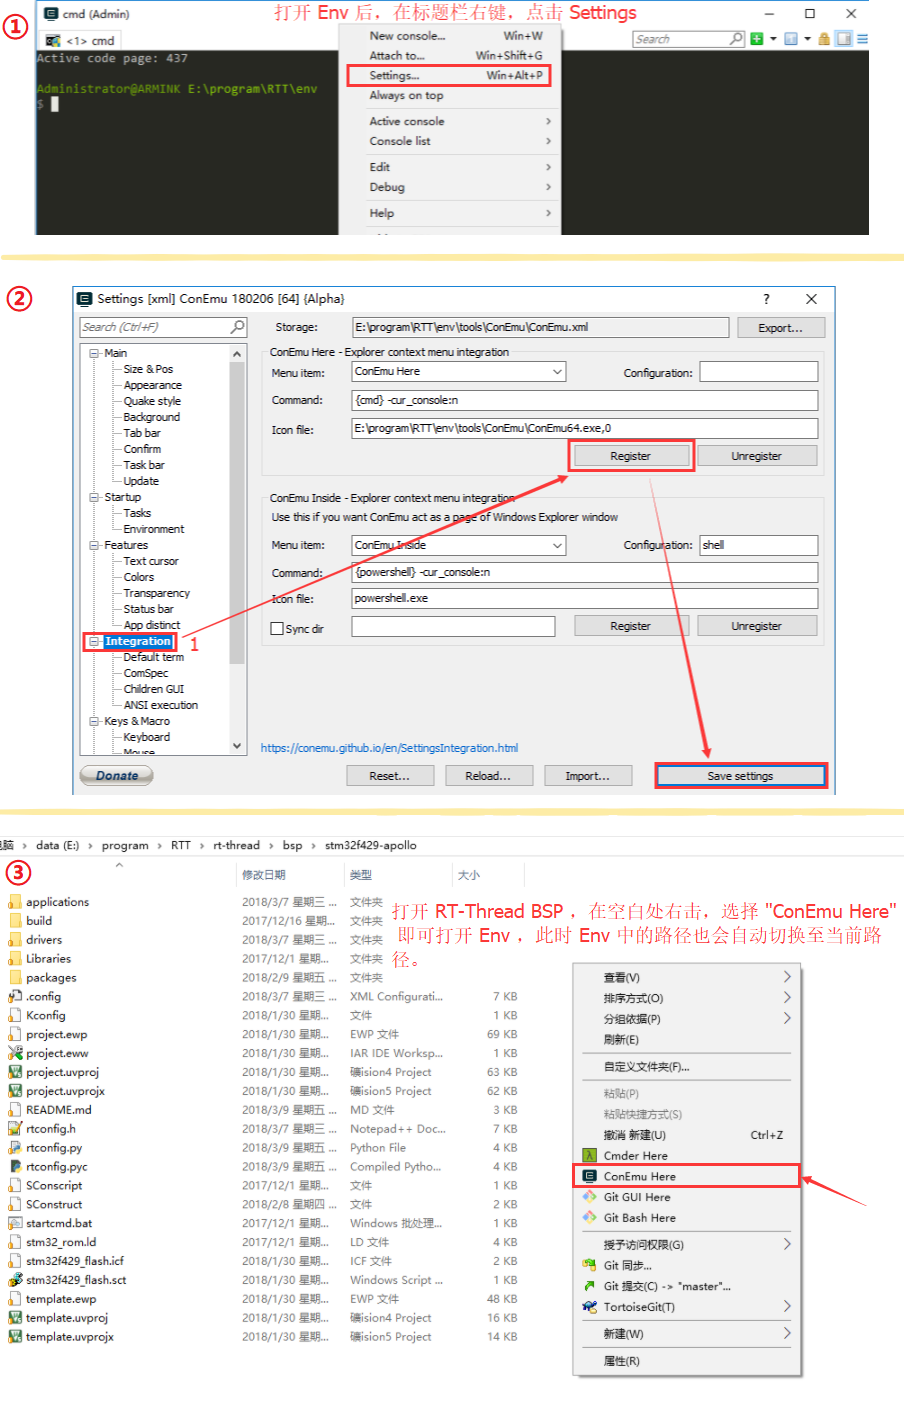 打开 Env 后，在标题栏右键，点击 Settings
①
cmd (Admin)
<1> cmd
Search
Active code page: 437
Administrator@ARMINK E:\program\RTT\env
$
New console... Win+W
Attach to... Win+Shift+G
Settings... Win+Alt+P
Always on top
Active console
Console list
Edit
Debug
Help
②
Settings [xml] ConEmu 180206 [64] {Alpha}
Search (Ctrl+F)
Storage: E:\program\RTT\env\tools\ConEmu\ConEmu.xml Export...
Main
Size & Pos
Appearance
Quake style
Background
Tab bar
Confirm
Task bar
Update
Startup
Tasks
Environment
Features
Text cursor
Colors
Transparency
Status bar
App distinct
Integration
1
Default term
ComSpec
Children GUI
ANSI execution
Keys & Macro
Keyboard
Mouse
ConEmu Here - Explorer context menu integration
Menu item: ConEmu Here Configuration:
Command: {cmd} -cur_console:n
Icon file: E:\program\RTT\env\tools\ConEmu\ConEmu64.exe,0
Register Unregister
ConEmu Inside - Explorer context menu integration
Use this if you want ConEmu act as a page of Windows Explorer window
Menu item: ConEmu Inside Configuration: shell
Command: {powershell} -cur_console:n
Icon file: powershell.exe
Sync dir Register Unregister
https://conemu.github.io/en/SettingsIntegration.html
Donate Reset... Reload... Import... Save settings
脑 › data (E:) › program › RTT › rt-thread › bsp › stm32f429-apollo
③
修改日期 类型 大小
applications 2018/3/7 星期三 ... 文件夹
build 2017/12/16 星期... 文件夹
drivers 2018/3/7 星期三 ... 文件夹
Libraries 2017/12/1 星期... 文件夹
packages 2018/2/9 星期五 ... 文件夹
.config 2018/3/7 星期三 ... XML Configurati... 7 KB
Kconfig 2018/1/30 星期... 文件 1 KB
project.ewp 2018/1/30 星期... EWP 文件 69 KB
project.eww 2018/1/30 星期... IAR IDE Worksp... 1 KB
project.uvproj 2018/1/30 星期... 礦ision4 Project 63 KB
project.uvprojx 2018/1/30 星期... 礦ision5 Project 62 KB
README.md 2018/3/9 星期五 ... MD 文件 3 KB
rtconfig.h 2018/3/7 星期三 ... Notepad++ Doc... 7 KB
rtconfig.py 2018/3/9 星期五 ... Python File 4 KB
rtconfig.pyc 2018/3/9 星期五 ... Compiled Pytho... 4 KB
SConscript 2017/12/1 星期... 文件 1 KB
SConstruct 2018/2/8 星期四 ... 文件 2 KB
startcmd.bat 2017/12/1 星期... Windows 批处理... 1 KB
stm32_rom.ld 2017/12/1 星期... LD 文件 4 KB
stm32f429_flash.icf 2018/1/30 星期... ICF 文件 2 KB
stm32f429_flash.sct 2018/1/30 星期... Windows Script ... 1 KB
template.ewp 2018/1/30 星期... EWP 文件 48 KB
template.uvproj 2018/1/30 星期... 礦ision4 Project 16 KB
template.uvprojx 2018/1/30 星期... 礦ision5 Project 14 KB
打开 RT-Thread BSP ，在空白处右击，选择 "ConEmu Here"
即可打开 Env ，此时 Env 中的路径也会自动切换至当前路
径。
查看(V)
排序方式(O)
分组依据(P)
刷新(E)
自定义文件夹(F)...
粘贴(P)
粘贴快捷方式(S)
撤消 新建(U) Ctrl+Z
Cmder Here
ConEmu Here
Git GUI Here
Git Bash Here
授予访问权限(G)
Git 同步...
Git 提交(C) -> "master"...
TortoiseGit(T)
新建(W)
属性(R)